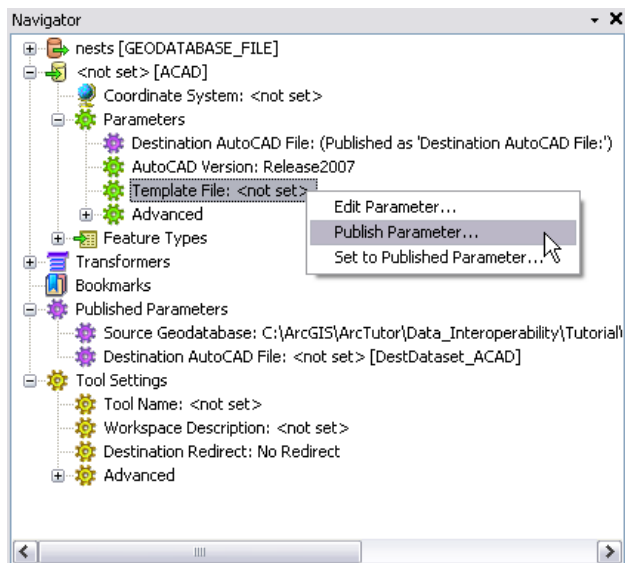 Navigator
nests [GEODATABASE_FILE]
<not set> [ACAD]
Coordinate System: <not set>
Parameters
Destination AutoCAD File: (Published as 'Destination AutoCAD File:')
AutoCAD Version: Release2007
Template File: <not set>
Edit Parameter...
Advanced
Publish Parameter...
Feature Types
Set to Published Parameter...
Transformers
Bookmarks
Published Parameters
Source Geodatabase: C:\ArcGIS\ArcTutor\Data_Interoperability\Tutorial\
Destination AutoCAD File: <not set> [DestDataset_ACAD]
Tool Settings
Tool Name: <not set>
Workspace Description: <not set>
Destination Redirect: No Redirect
Advanced